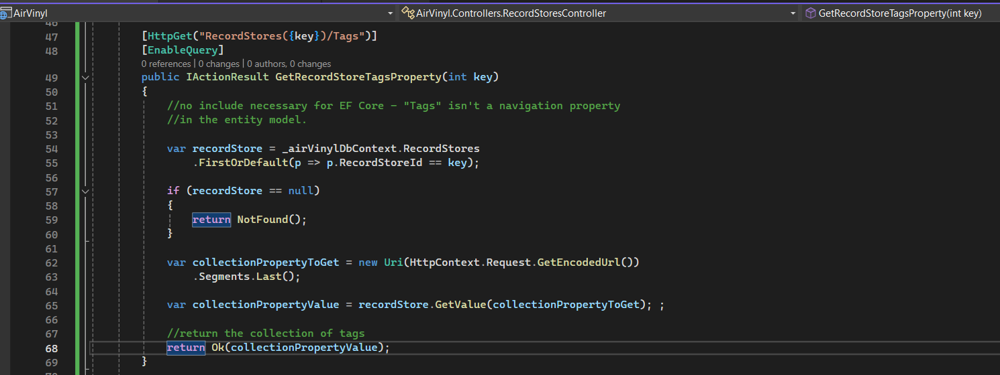 AirVinyl AirVinyl.Controllers.RecordStoresController GetRecordStoreTagsProperty(int key)
46
47 [HttpGet("RecordStores({key})/Tags")]
48 [EnableQuery]
0 references | 0 changes | 0 authors, 0 changes
49 public IActionResult GetRecordStoreTagsProperty(int key)
50 {
51 //no include necessary for EF Core - "Tags" isn't a navigation property
52 //in the entity model.
53
54 var recordStore = _airVinylDbContext.RecordStores
55 .FirstOrDefault(p => p.RecordStoreId == key);
56
57 if (recordStore == null)
58 {
59 return NotFound();
60 }
61
62 var collectionPropertyToGet = new Uri(HttpContext.Request.GetEncodedUrl())
63 .Segments.Last();
64
65 var collectionPropertyValue = recordStore.GetValue(collectionPropertyToGet); ;
66
67 //return the collection of tags
68 return Ok(collectionPropertyValue);
69 }
70